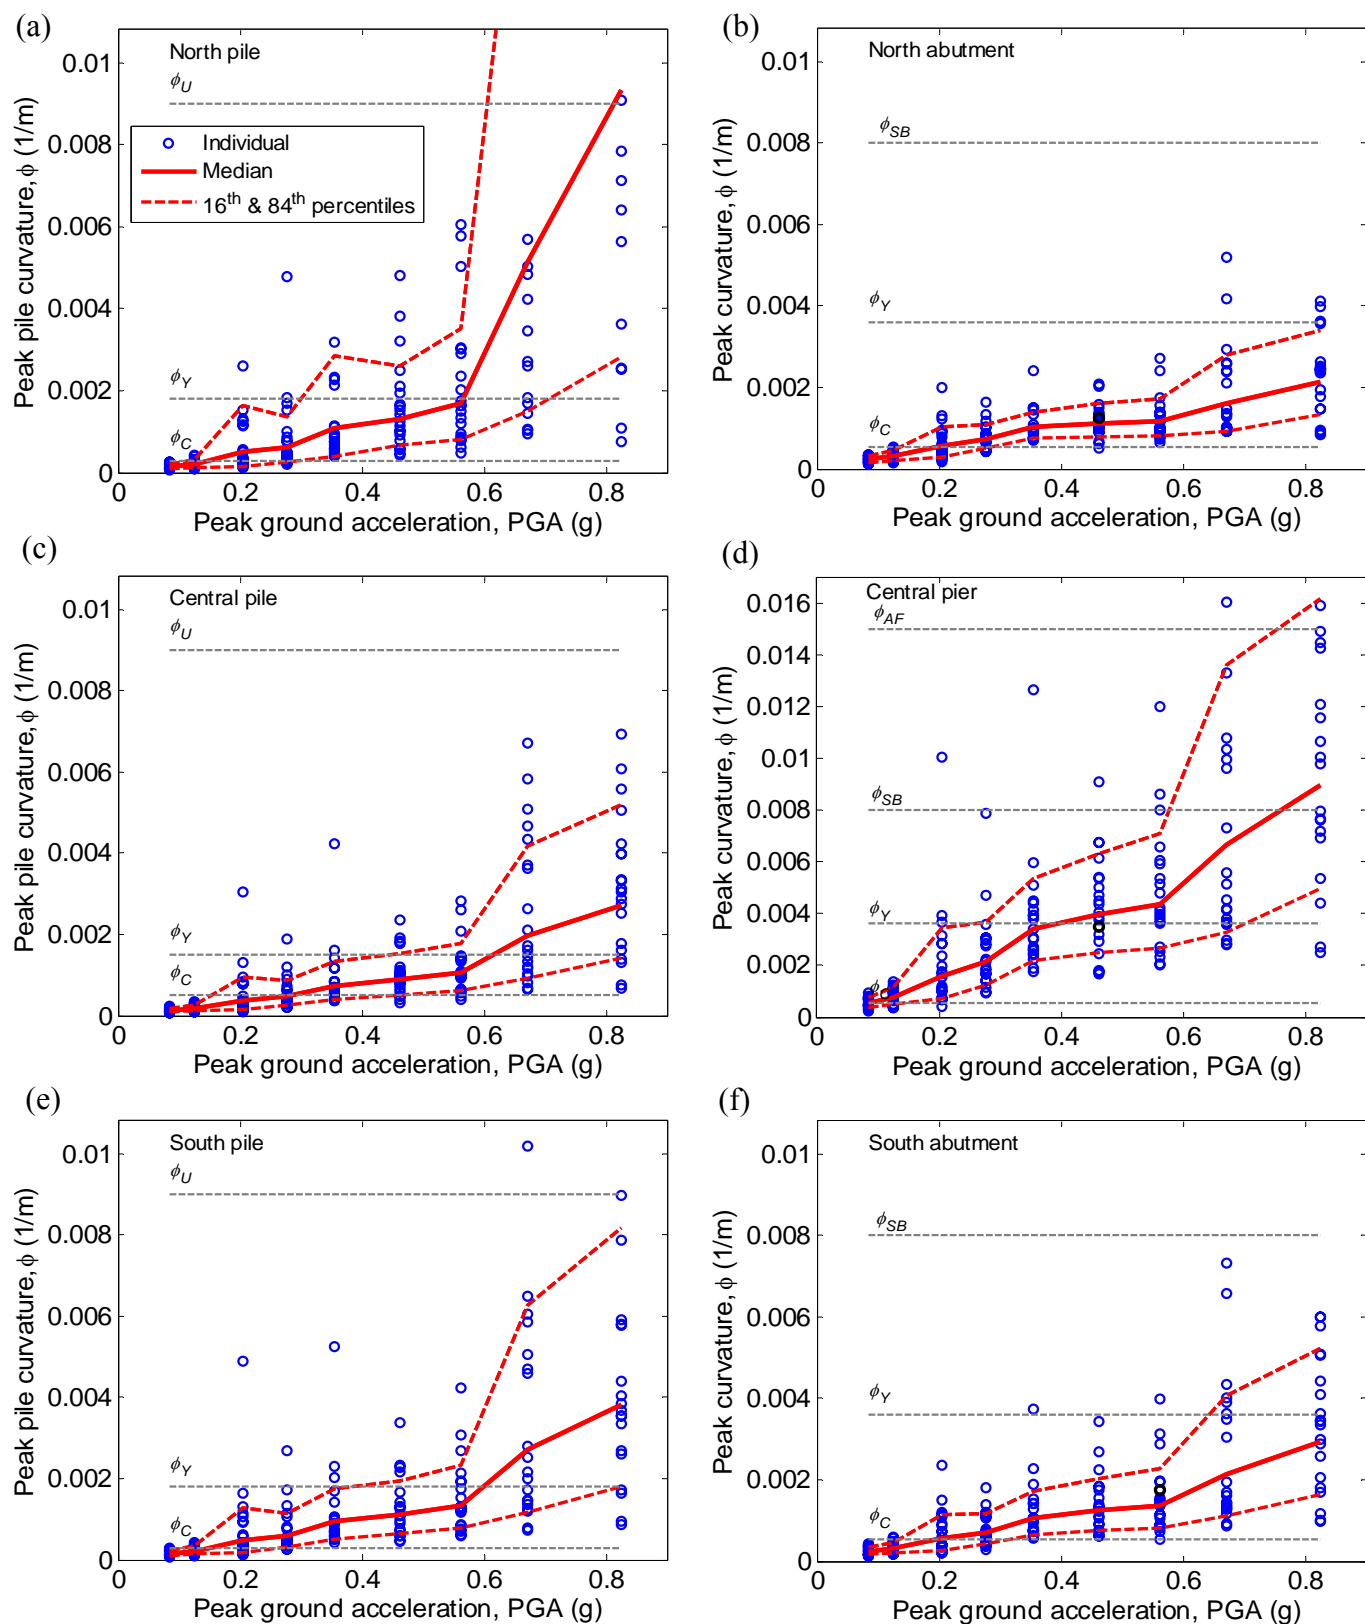 (a)
North pile
ϕU
Individual
Median
16th & 84th percentiles
ϕY
ϕC
0.01
0.008
0.006
0.004
0.002
0
0 0.2 0.4 0.6 0.8
Peak pile curvature, ϕ (1/m)
Peak ground acceleration, PGA (g)
(b)
North abutment
ϕSB
ϕY
ϕC
0.01
0.008
0.006
0.004
0.002
0
0 0.2 0.4 0.6 0.8
Peak curvature, ϕ (1/m)
Peak ground acceleration, PGA (g)
(c)
Central pile
ϕU
ϕY
ϕC
0.01
0.008
0.006
0.004
0.002
0
0 0.2 0.4 0.6 0.8
Peak pile curvature, ϕ (1/m)
Peak ground acceleration, PGA (g)
(d)
Central pier
ϕAF
ϕSB
ϕY
ϕ
0.016
0.014
0.012
0.01
0.008
0.006
0.004
0.002
0
0 0.2 0.4 0.6 0.8
Peak curvature, ϕ (1/m)
Peak ground acceleration, PGA (g)
(e)
South pile
ϕU
ϕY
ϕC
0.01
0.008
0.006
0.004
0.002
0
0 0.2 0.4 0.6 0.8
Peak pile curvature, ϕ (1/m)
Peak ground acceleration, PGA (g)
(f)
South abutment
ϕSB
ϕY
ϕC
0.01
0.008
0.006
0.004
0.002
0
0 0.2 0.4 0.6 0.8
Peak curvature, ϕ (1/m)
Peak ground acceleration, PGA (g)